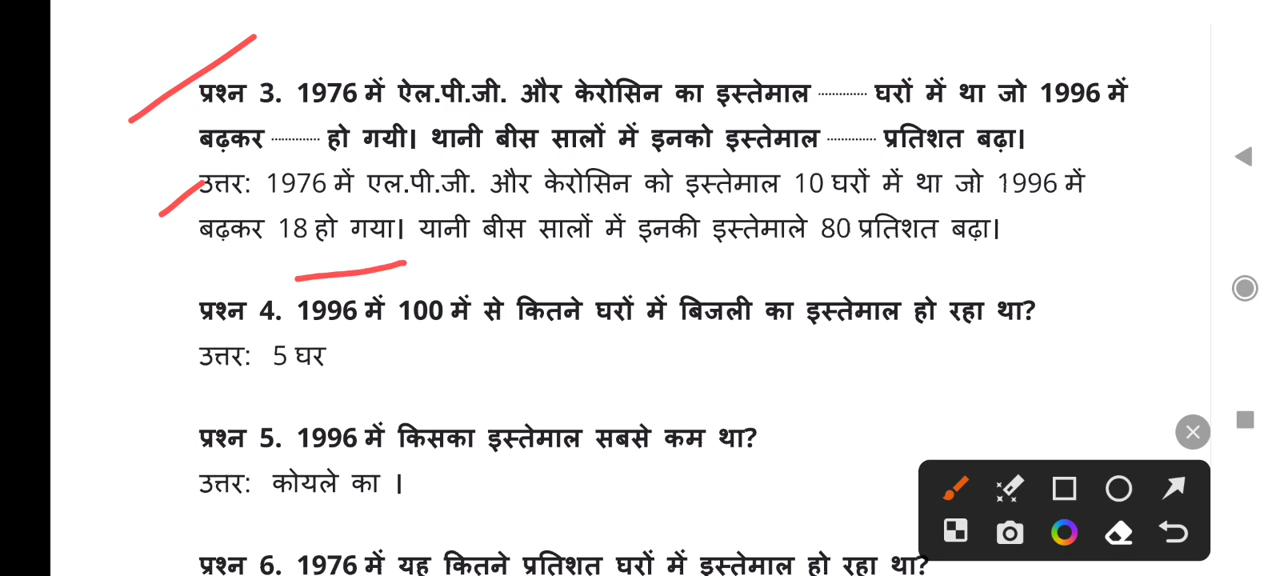 प्रश्न 3. 1976 में ऐल.पी.जी. और केरोसिन का इस्तेमाल ............ घरों में था जो 1996 में
बढ़कर ............ हो गयी। थानी बीस सालों में इनको इस्तेमाल ............ प्रतिशत बढ़ा।
उत्तर: 1976 में एल.पी.जी. और केरोसिन को इस्तेमाल 10 घरों में था जो 1996 में
बढ़कर 18 हो गया। यानी बीस सालों में इनकी इस्तेमाले 80 प्रतिशत बढ़ा।
प्रश्न 4. 1996 में 100 में से कितने घरों में बिजली का इस्तेमाल हो रहा था?
उत्तर: 5 घर
प्रश्न 5. 1996 में किसका इस्तेमाल सबसे कम था?
उत्तर: कोयले का ।
प्रश्न 6. 1976 में यह कितने प्रतिशत घरों में इस्तेमाल हो रहा था?